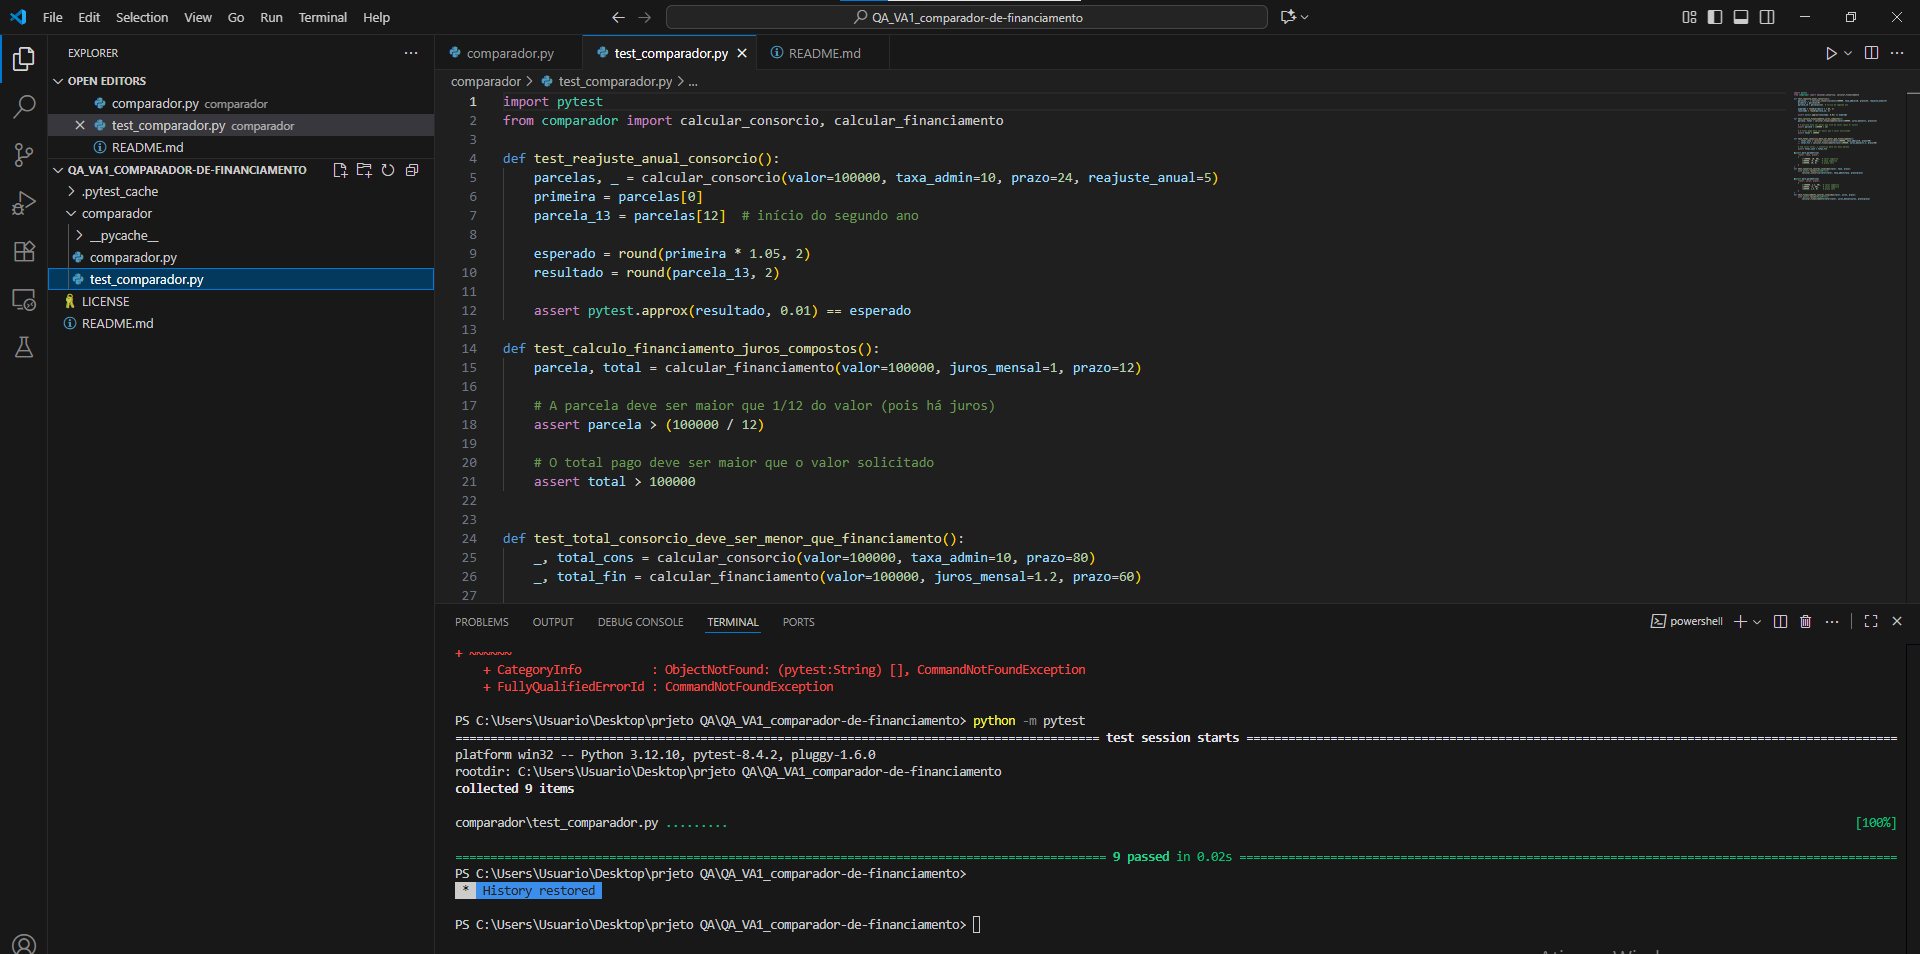 File Edit Selection View Go Run Terminal Help
QA_VA1_comparador-de-financiamento
EXPLORER
OPEN EDITORS
comparador.py comparador
test_comparador.py comparador
README.md
QA_VA1_COMPARADOR-DE-FINANCIAMENTO
.pytest_cache
comparador
__pycache__
comparador.py
test_comparador.py
LICENSE
README.md
comparador.py test_comparador.py README.md
comparador > test_comparador.py > ...
1 import pytest
2 from comparador import calcular_consorcio, calcular_financiamento
3
4 def test_reajuste_anual_consorcio():
5 parcelas, _ = calcular_consorcio(valor=100000, taxa_admin=10, prazo=24, reajuste_anual=5)
6 primeira = parcelas[0]
7 parcela_13 = parcelas[12] # início do segundo ano
8
9 esperado = round(primeira * 1.05, 2)
10 resultado = round(parcela_13, 2)
11
12 assert pytest.approx(resultado, 0.01) == esperado
13
14 def test_calculo_financiamento_juros_compostos():
15 parcela, total = calcular_financiamento(valor=100000, juros_mensal=1, prazo=12)
16
17 # A parcela deve ser maior que 1/12 do valor (pois há juros)
18 assert parcela > (100000 / 12)
19
20 # O total pago deve ser maior que o valor solicitado
21 assert total > 100000
22
23
24 def test_total_consorcio_deve_ser_menor_que_financiamento():
25 _, total_cons = calcular_consorcio(valor=100000, taxa_admin=10, prazo=80)
26 _, total_fin = calcular_financiamento(valor=100000, juros_mensal=1.2, prazo=60)
27
PROBLEMS OUTPUT DEBUG CONSOLE TERMINAL PORTS
powershell
+ ~~~~~~
+ CategoryInfo : ObjectNotFound: (pytest:String) [], CommandNotFoundException
+ FullyQualifiedErrorId : CommandNotFoundException
PS C:\Users\Usuario\Desktop\prjeto QA\QA_VA1_comparador-de-financiamento> python -m pytest
=== test session starts ===
platform win32 -- Python 3.12.10, pytest-8.4.2, pluggy-1.6.0
rootdir: C:\Users\Usuario\Desktop\prjeto QA\QA_VA1_comparador-de-financiamento
collected 9 items
comparador\test_comparador.py ......... [100%]
=== 9 passed in 0.02s ===
PS C:\Users\Usuario\Desktop\prjeto QA\QA_VA1_comparador-de-financiamento>
* History restored
PS C:\Users\Usuario\Desktop\prjeto QA\QA_VA1_comparador-de-financiamento>